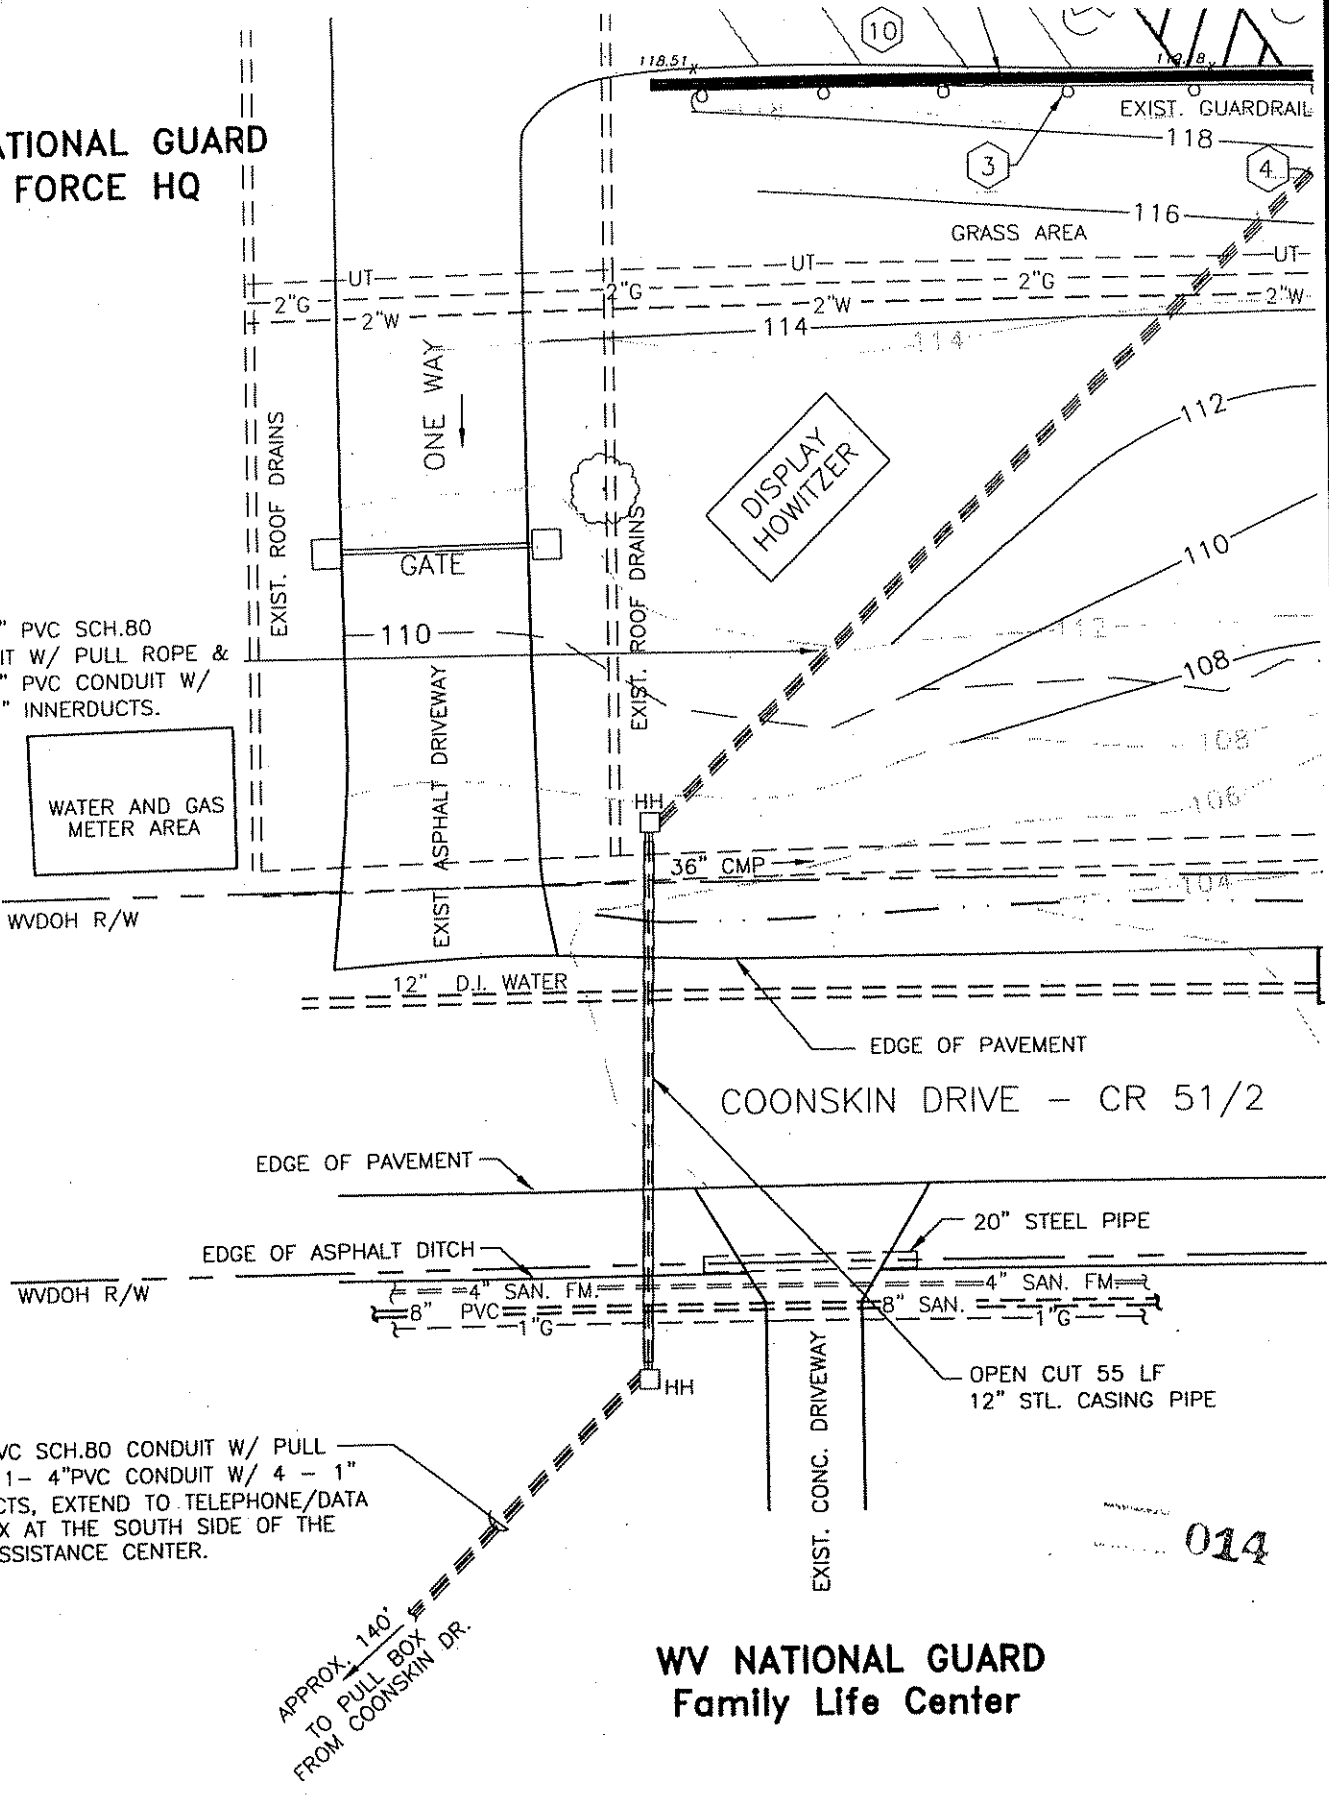 10
118.51
EXIST. GUARDRAIL
118
3
4
ATIONAL GUARD
FORCE HQ
116
GRASS AREA
UT
UT
UT
2"G
2"G
2"G
2"W
2"W
2"W
114
114
ONE WAY
112
DISPLAY
HOWITZER
EXIST. ROOF DRAINS
EXIST. ROOF DRAINS
GATE
110
" PVC SCH.80
IT W/ PULL ROPE &
" PVC CONDUIT W/
" INNERDUCTS.
110
112
108
EXIST ASPHALT DRIVEWAY
108
WATER AND GAS
METER AREA
HH
106
36" CMP
104
WVDOH R/W
12" D.I. WATER
EDGE OF PAVEMENT
COONSKIN DRIVE - CR 51/2
EDGE OF PAVEMENT
20" STEEL PIPE
EDGE OF ASPHALT DITCH
WVDOH R/W
4" SAN. FM.
4" SAN. FM
8" PVC
8" SAN.
1"G
1"G
OPEN CUT 55 LF
12" STL. CASING PIPE
HH
EXIST. CONC. DRIVEWAY
VC SCH.80 CONDUIT W/ PULL
1- 4"PVC CONDUIT W/ 4 - 1"
CTS, EXTEND TO TELEPHONE/DATA
X AT THE SOUTH SIDE OF THE
SSISTANCE CENTER.
014
APPROX. 140'
TO PULL BOX
FROM COONSKIN DR.
WV NATIONAL GUARD
Family Life Center